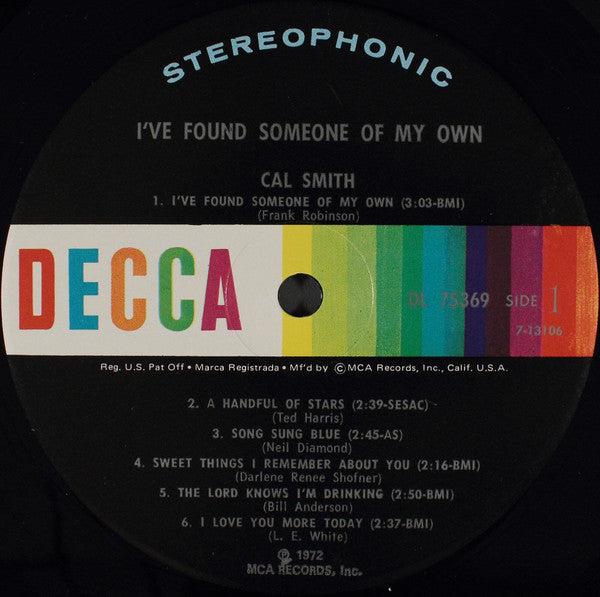 STEREOPHONIC
I'VE FOUND SOMEONE OF MY OWN
CAL SMITH
1. I'VE FOUND SOMEONE OF MY OWN (3:03-BMI)
(Frank Robinson)
DECCA
DL 75369 SIDE 1
7-13106
Reg. U.S. Pat Off • Marca Registrada • Mf'd by ©MCA Records, Inc., Calif. U.S.A.
2. A HANDFUL OF STARS (2:39-SESAC)
(Ted Harris)
3. SONG SUNG BLUE (2:45-AS)
(Neil Diamond)
4. SWEET THINGS I REMEMBER ABOUT YOU (2:16-BMI)
(Darlene Renee Shofner)
5. THE LORD KNOWS I'M DRINKING (2:50-BMI)
(Bill Anderson)
6. I LOVE YOU MORE TODAY (2:37-BMI)
(L. E. White)
℗ 1972
MCA RECORDS, Inc.